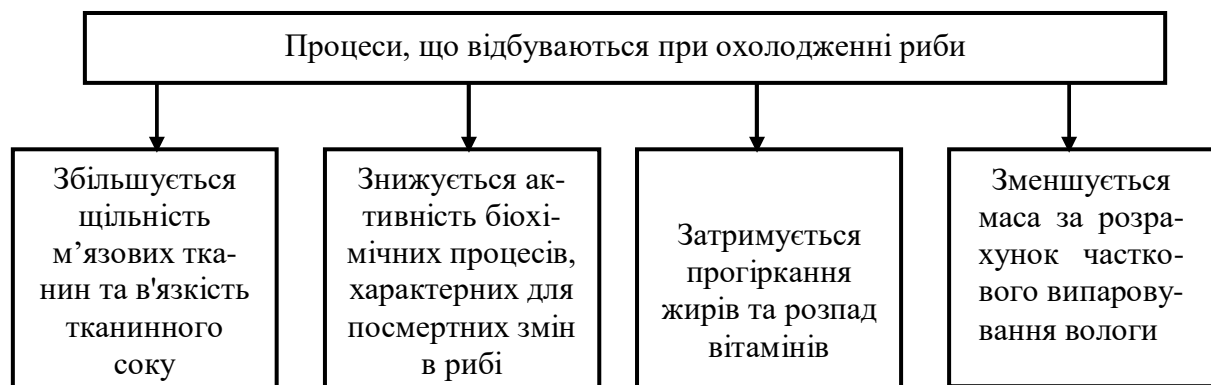 Процеси, що відбуваються при охолодженні риби
Збільшується
щільність
м’язових тка-
нин та в'язкість
тканинного
соку
Знижується ак-
тивність біохі-
мічних процесів,
характерних для
посмертних змін
в рибі
Затримується
прогіркання
жирів та розпад
вітамінів
Зменшується
маса за розра-
хунок частко-
вого випарову-
вання вологи